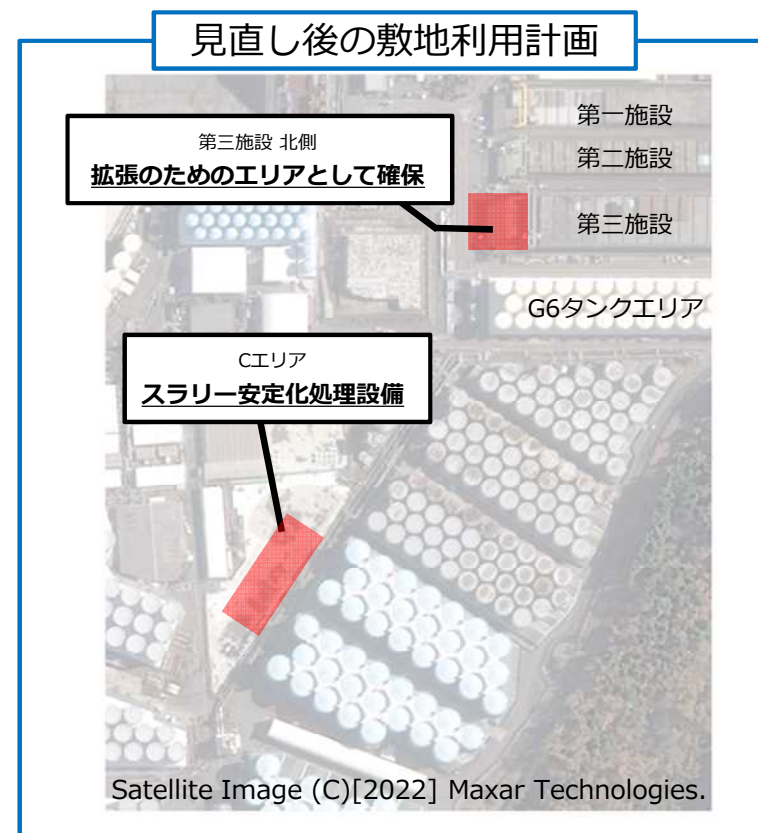 見直し後の敷地利用計画
第三施設 北側
拡張のためのエリアとして確保
第一施設
第二施設
第三施設
G6タンクエリア
Cエリア
スラリー安定化処理設備
Satellite Image (C)[2022] Maxar Technologies.